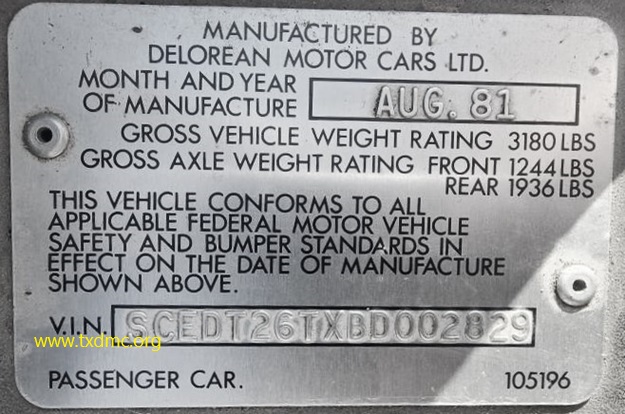 MANUFACTURED BY
DELOREAN MOTOR CARS LTD.
MONTH AND YEAR
OF MANUFACTURE AUG. 81
GROSS VEHICLE WEIGHT RATING 3180 LBS
GROSS AXLE WEIGHT RATING FRONT 1244 LBS
REAR 1936 LBS
THIS VEHICLE CONFORMS TO ALL
APPLICABLE FEDERAL MOTOR VEHICLE
SAFETY AND BUMPER STANDARDS IN
EFFECT ON THE DATE OF MANUFACTURE
SHOWN ABOVE.
V.I.N. SCEDT26TXBD002829
www.txdmc.org
PASSENGER CAR. 105196